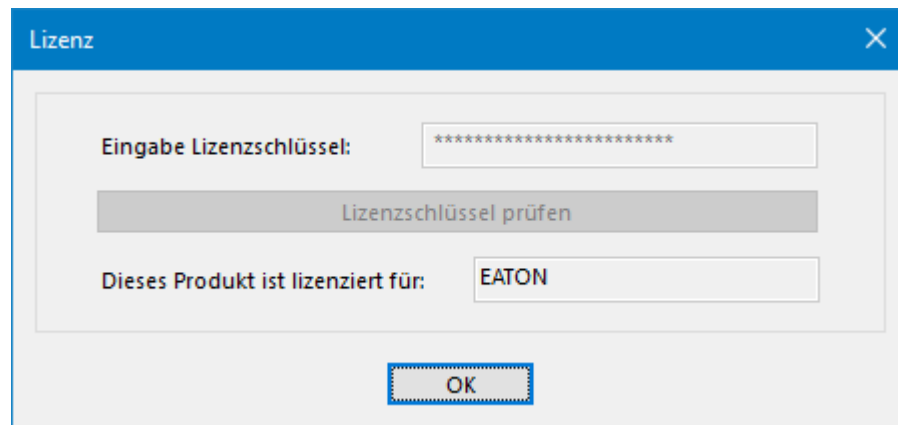 Lizenz
Eingabe Lizenzschlüssel: ************************
Lizenzschlüssel prüfen
Dieses Produkt ist lizenziert für: EATON
OK